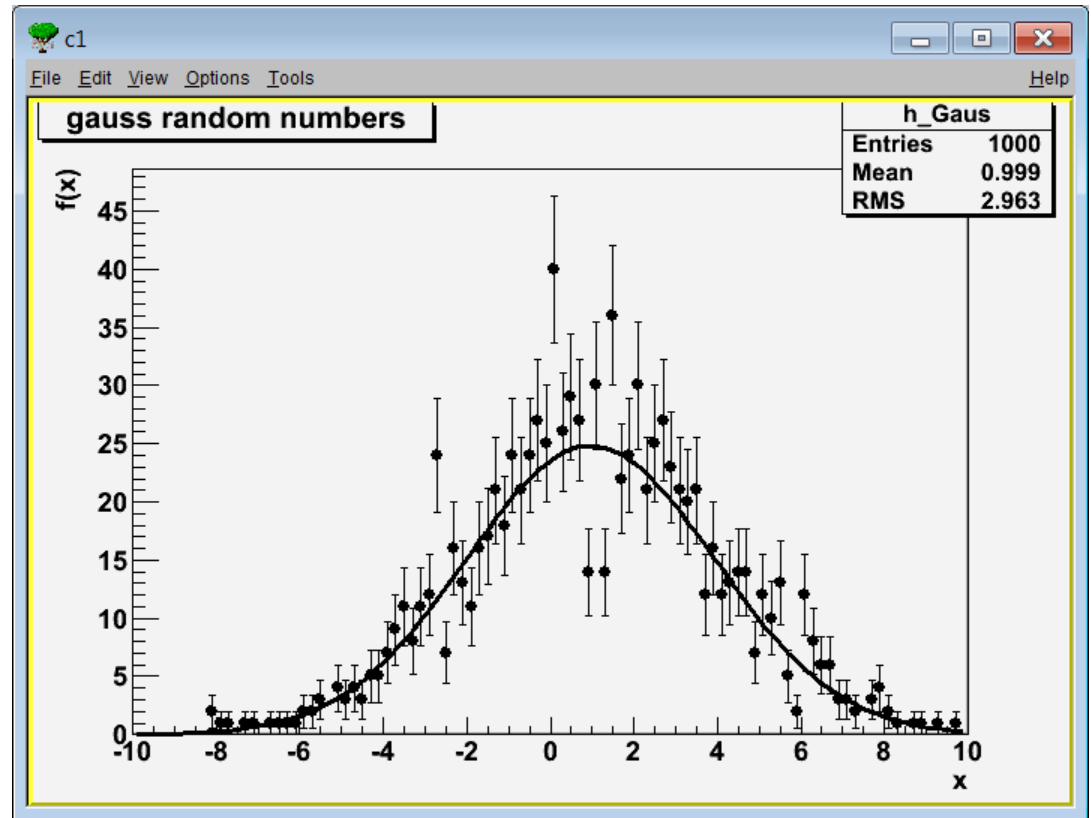 c1
File Edit View Options Tools Help
gauss random numbers
h_Gaus
Entries 1000
Mean 0.999
RMS 2.963
f(x)
45
40
35
30
25
20
15
10
5
0
-10 -8 -6 -4 -2 0 2 4 6 8 10
x